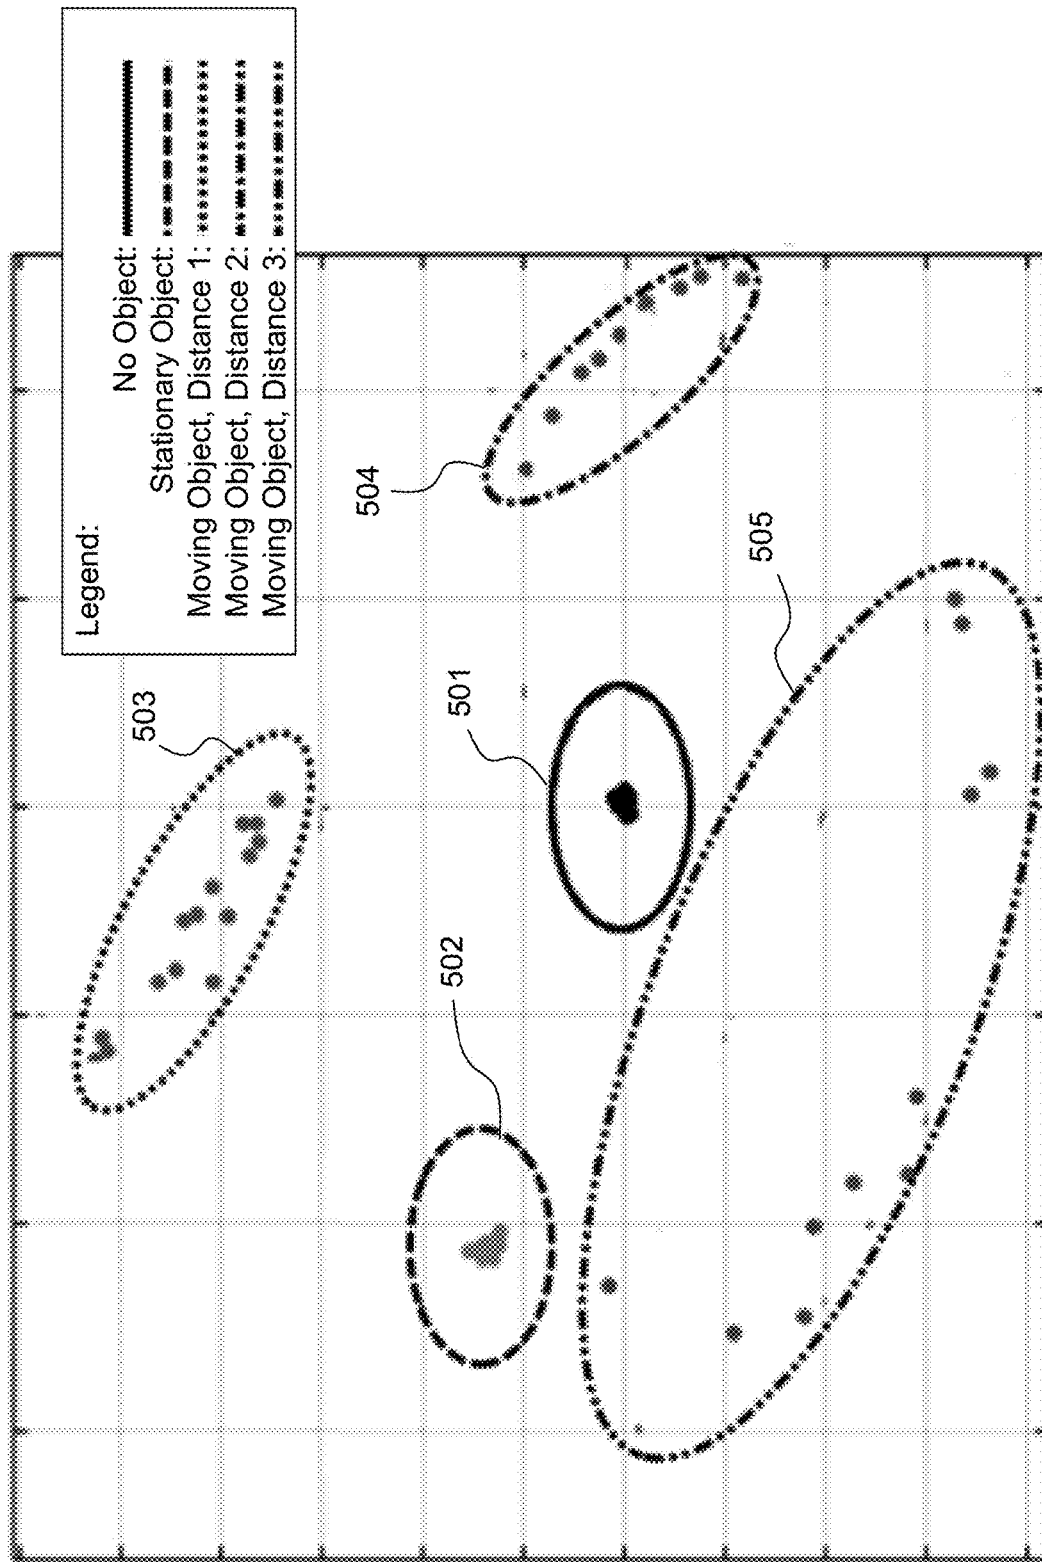 Legend:
No Object:
Stationary Object:
Moving Object, Distance 1:
Moving Object, Distance 2:
Moving Object, Distance 3:
503
504
501
502
505